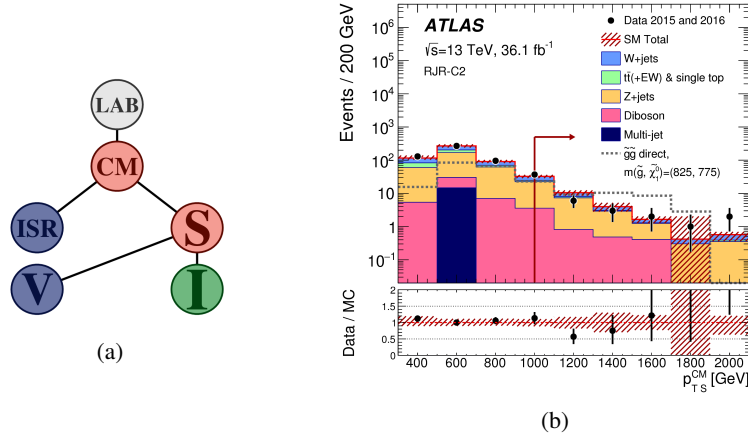 LAB
CM
ISR
S
V
I
(a)
Events / 200 GeV
10⁶
10⁵
10⁴
10³
10²
10
1
10⁻¹
ATLAS
√s=13 TeV, 36.1 fb⁻¹
RJR-C2
Data 2015 and 2016
SM Total
W+jets
tt̄(+EW) & single top
Z+jets
Diboson
Multi-jet
g̃g̃ direct,
m(g̃, χ̃₁⁰)=(825, 775)
Data / MC
2
1.5
1
0.5
0
400 600 800 1000 1200 1400 1600 1800 2000
p_{T S}^{CM} [GeV]
(b)